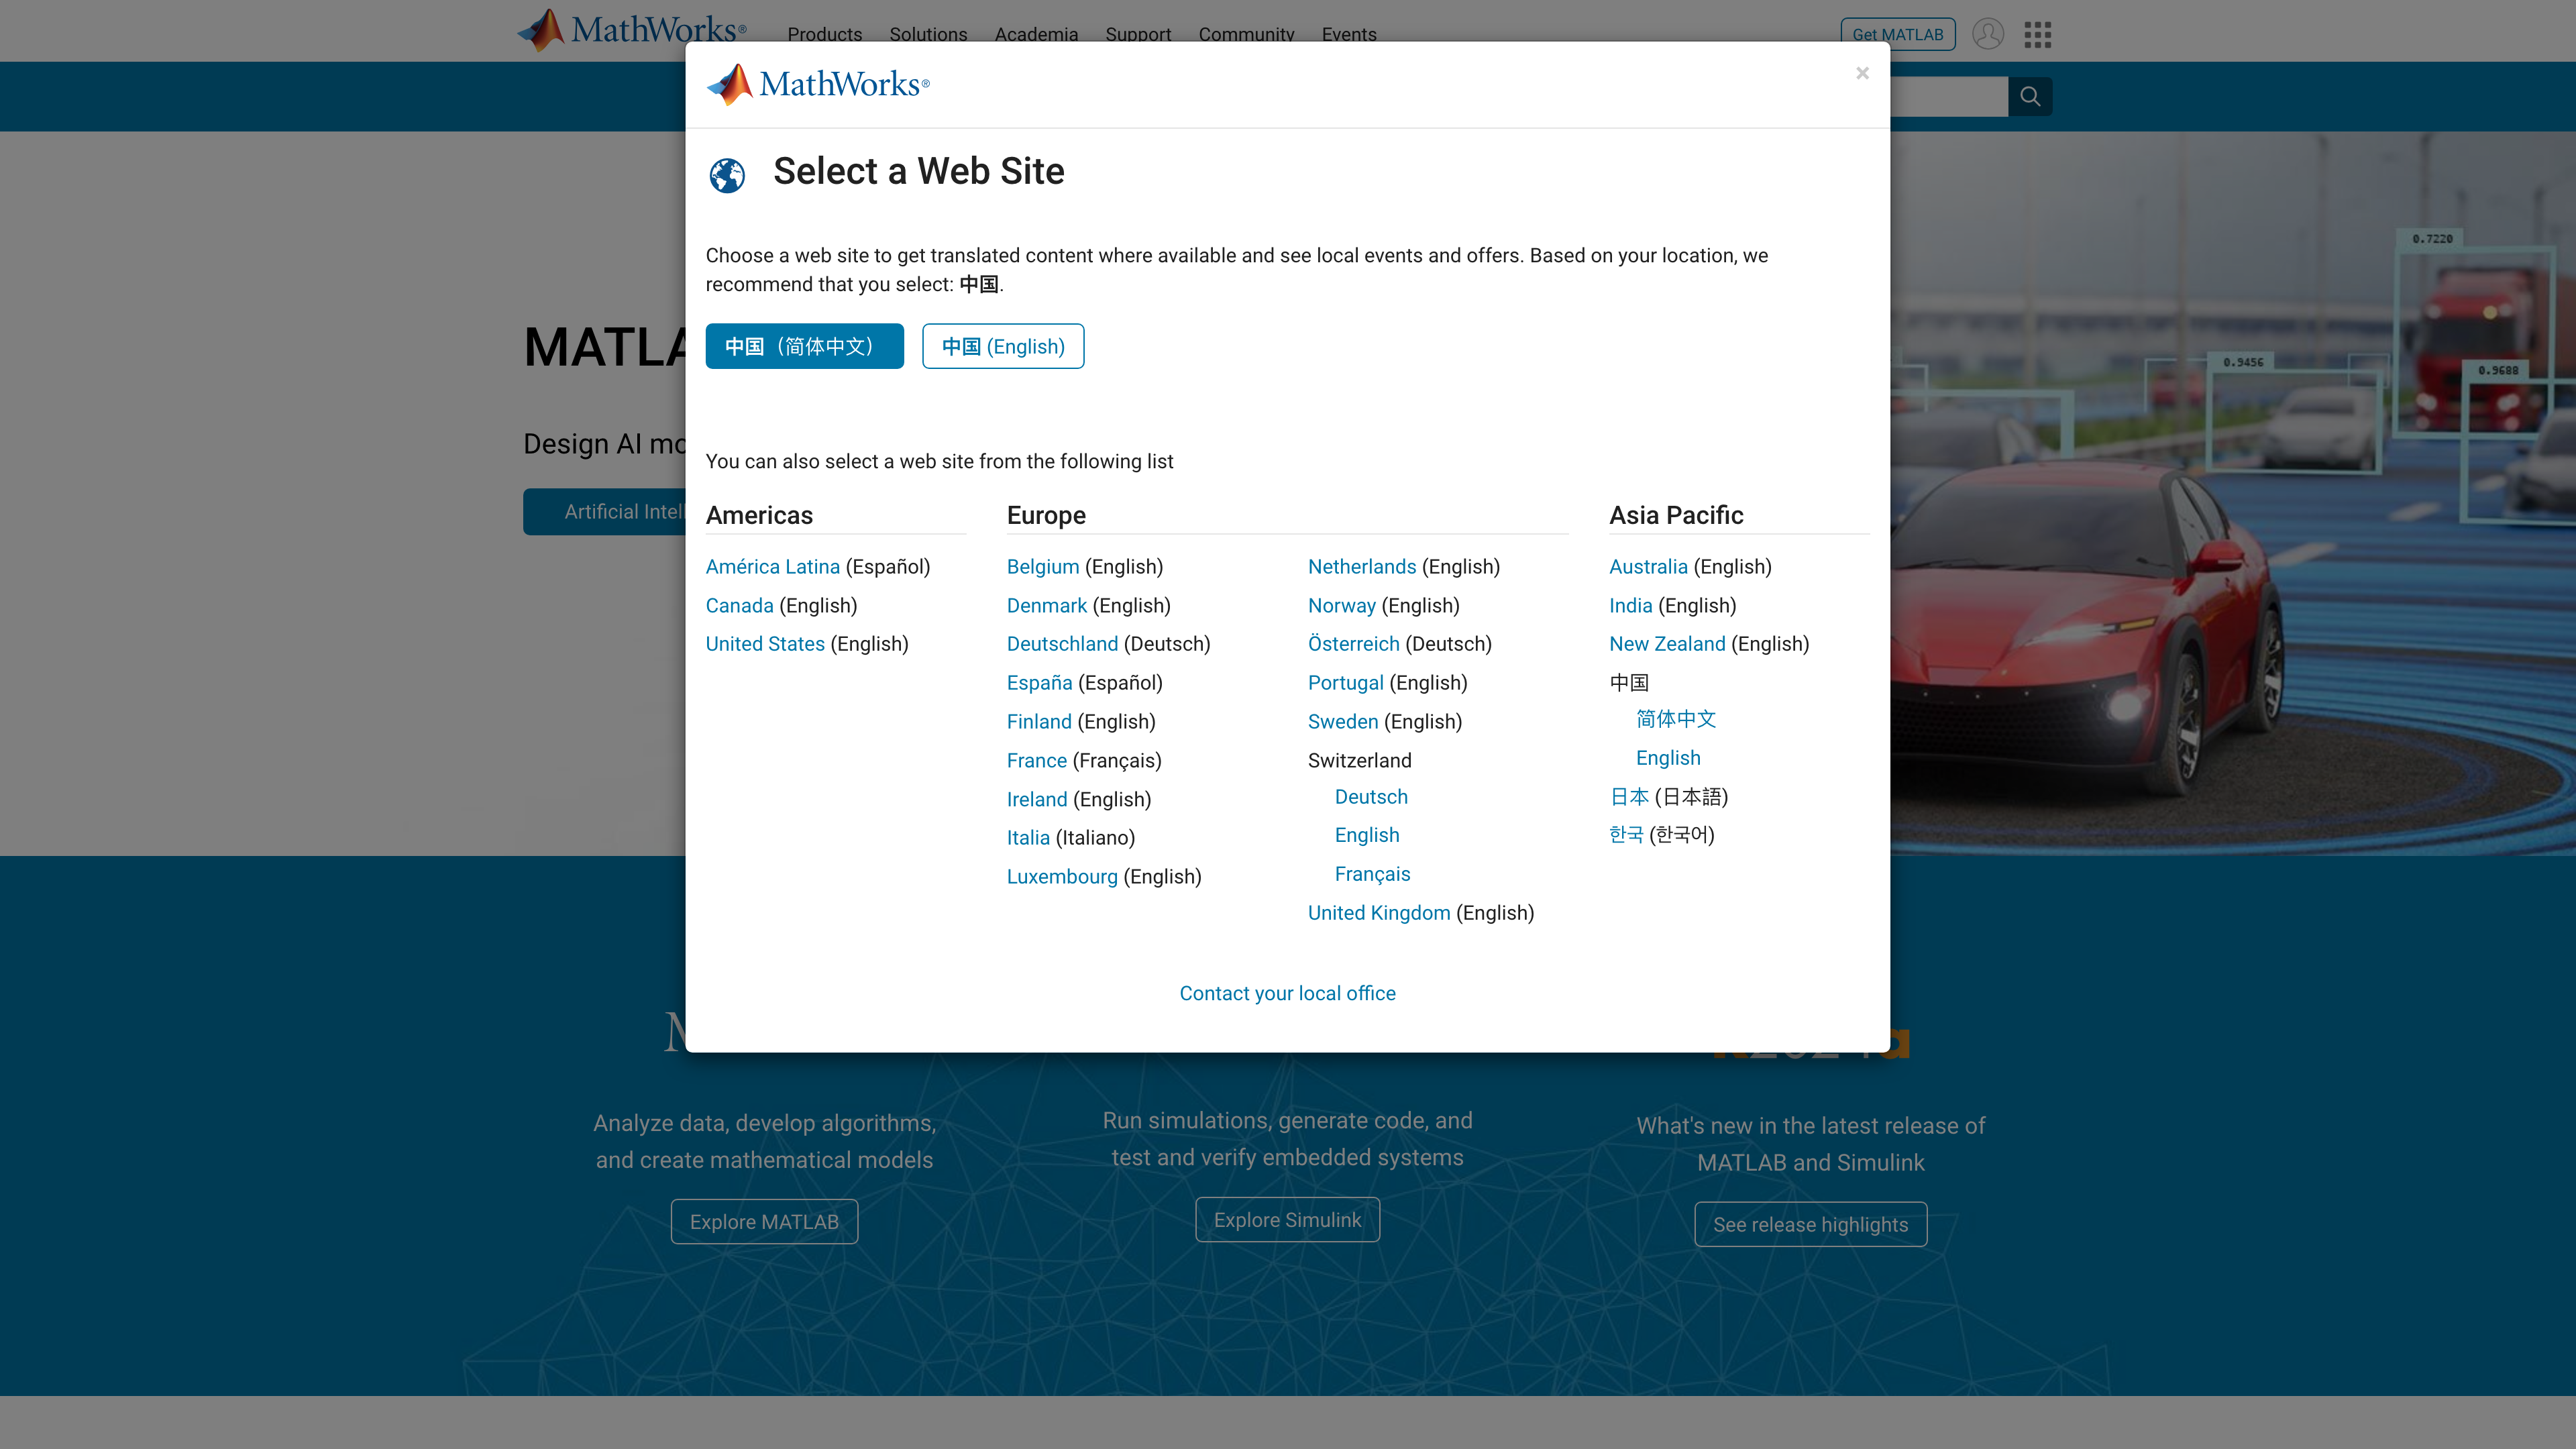 MathWorks®
Products
Solutions
Academia
Support
Community
Events
Get MATLAB
MathWorks®
×
Select a Web Site
Choose a web site to get translated content where available and see local events and offers. Based on your location, we
recommend that you select: 中国.
中国（简体中文）
中国 (English)
You can also select a web site from the following list
Americas
América Latina (Español)
Canada (English)
United States (English)
Europe
Belgium (English)
Denmark (English)
Deutschland (Deutsch)
España (Español)
Finland (English)
France (Français)
Ireland (English)
Italia (Italiano)
Luxembourg (English)
Netherlands (English)
Norway (English)
Österreich (Deutsch)
Portugal (English)
Sweden (English)
Switzerland
Deutsch
English
Français
United Kingdom (English)
Asia Pacific
Australia (English)
India (English)
New Zealand (English)
中国
简体中文
English
日本 (日本語)
한국 (한국어)
Contact your local office
Design AI
0.7220
0.9456
0.9688
Analyze data, develop algorithms,
and create mathematical models
Explore MATLAB
Run simulations, generate code, and
test and verify embedded systems
Explore Simulink
What's new in the latest release of
MATLAB and Simulink
See release highlights